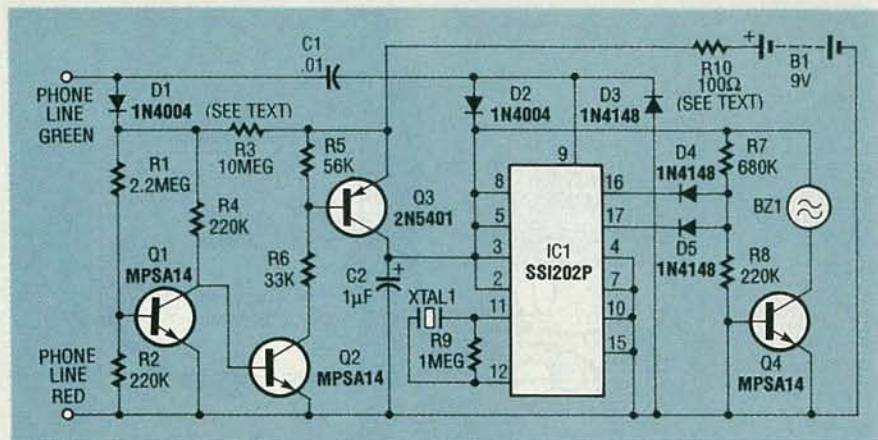 C1
.01
R10
100Ω
(SEE TEXT)
+
B1
9V
PHONE
LINE
GREEN
D1
1N4004
(SEE TEXT)
R3
10MEG
D2
1N4004
D3
1N4148
R1
2.2MEG
R4
220K
R5
56K
Q3
2N5401
9
8
5
3
2
11
12
16
17
4
7
10
15
IC1
SSI202P
D4
1N4148
D5
1N4148
R7
680K
BZ1
R8
220K
Q1
MPSA14
R6
33K
C2
1µF
+
XTAL1
R9
1MEG
PHONE
LINE
RED
R2
220K
Q2
MPSA14
Q4
MPSA14